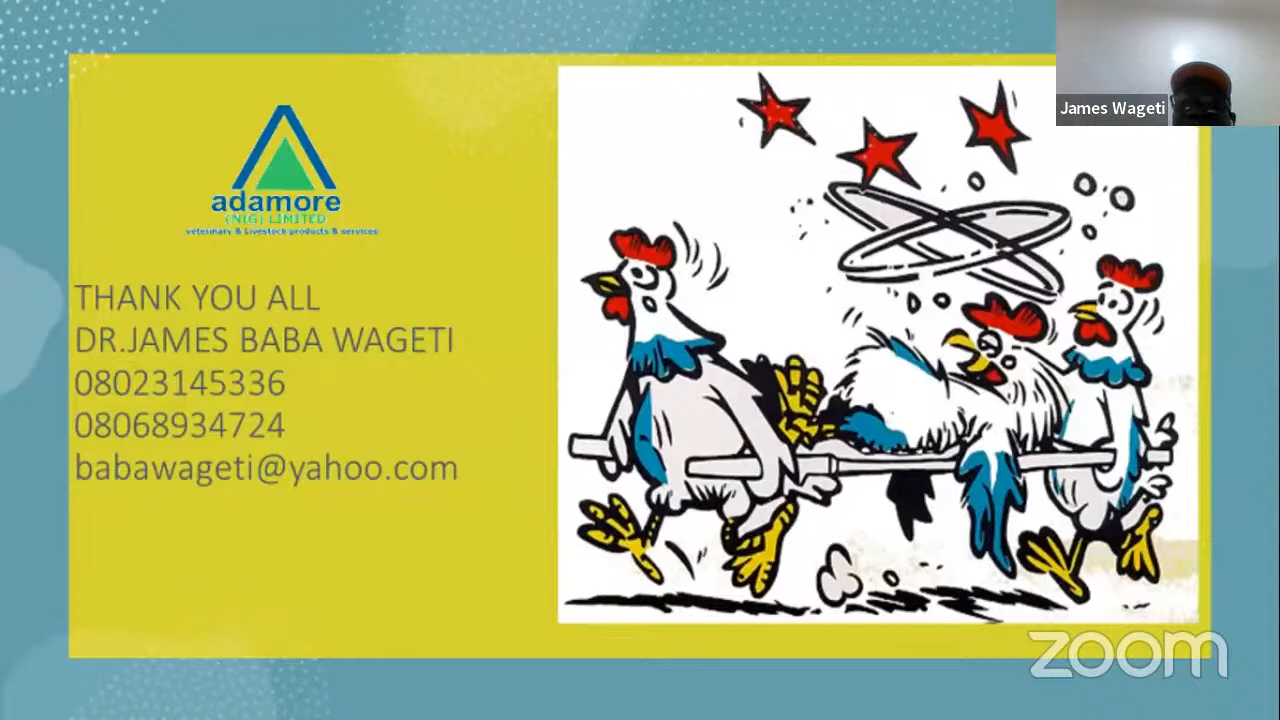 James Wageti
adamore
(NIG) LIMITED
veterinary & Livestock products & services
THANK YOU ALL
DR.JAMES BABA WAGETI
08023145336
08068934724
babawageti@yahoo.com
zoom